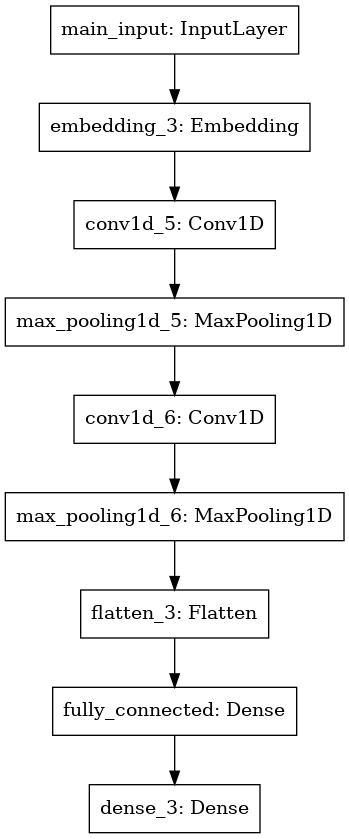 main_input: InputLayer
embedding_3: Embedding
conv1d_5: Conv1D
max_pooling1d_5: MaxPooling1D
conv1d_6: Conv1D
max_pooling1d_6: MaxPooling1D
flatten_3: Flatten
fully_connected: Dense
dense_3: Dense